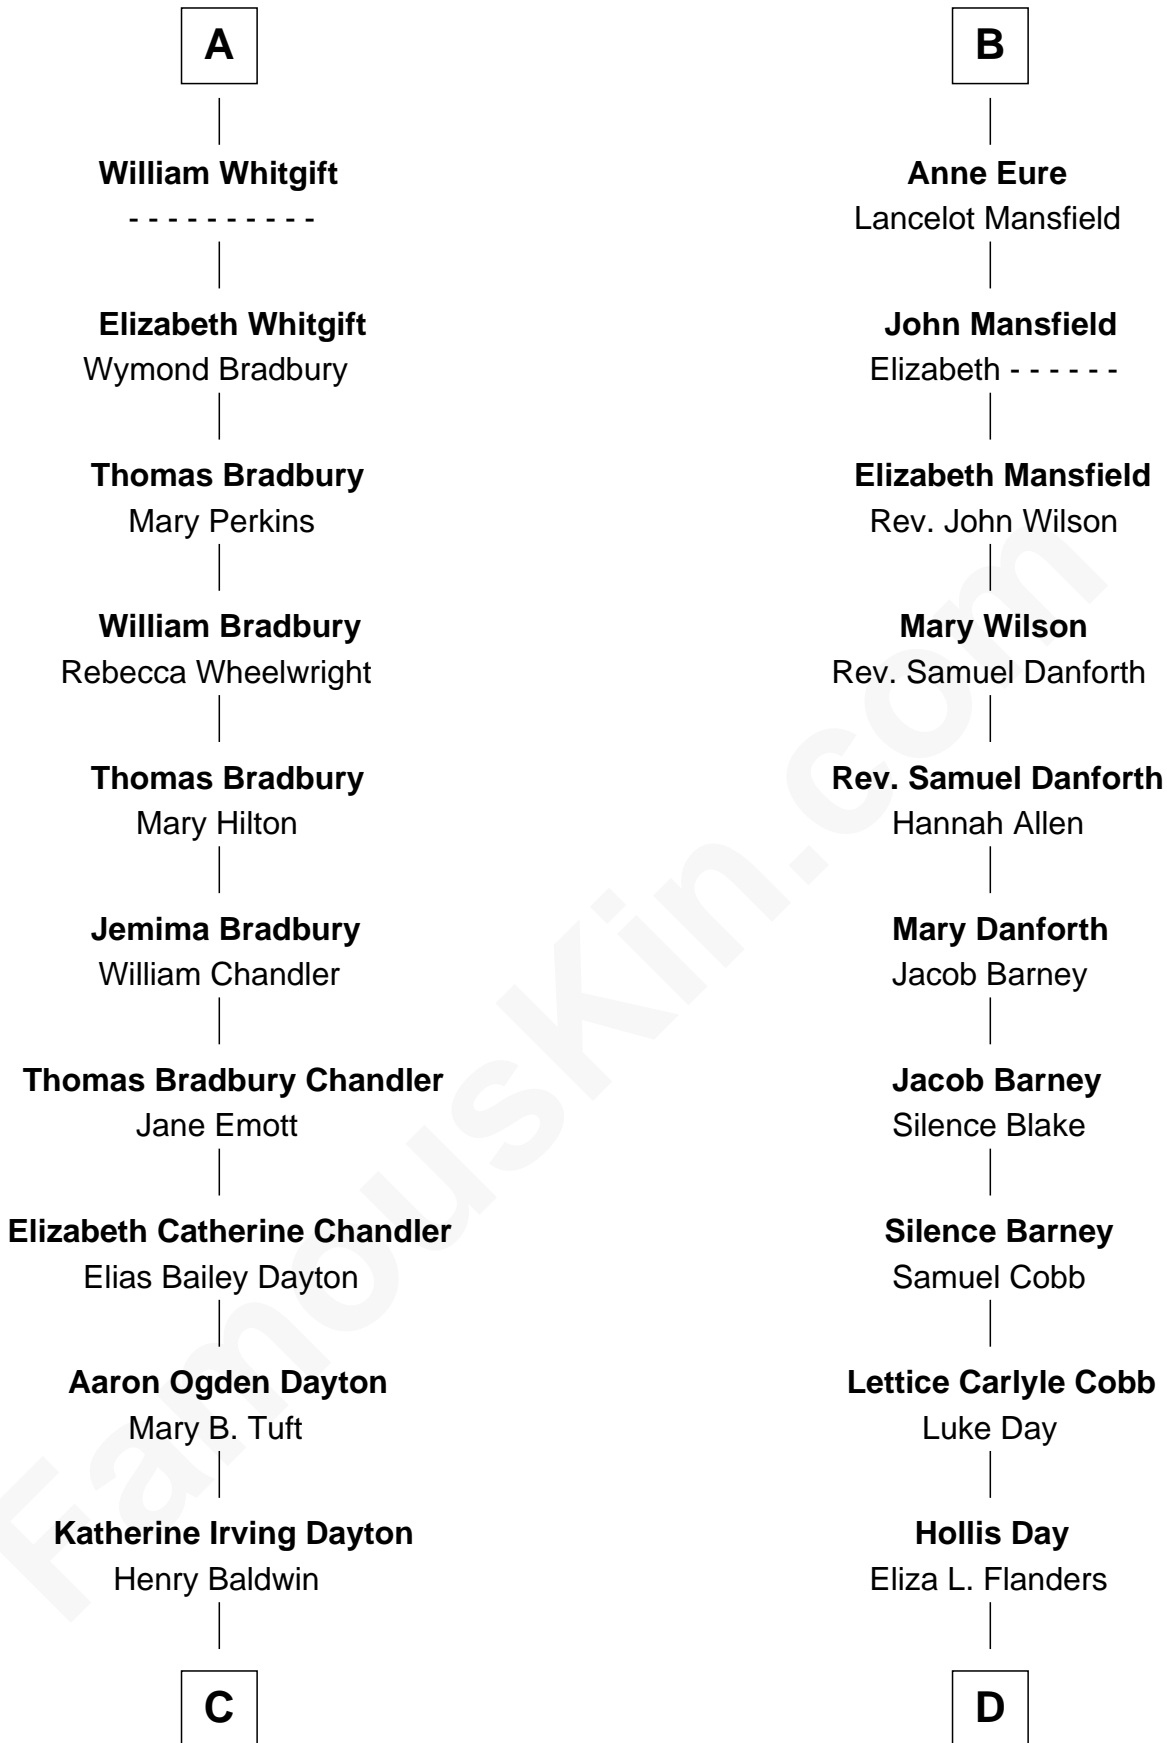 A
William Whitgift
- - - - - - - - - -
Elizabeth Whitgift
Wymond Bradbury
Thomas Bradbury
Mary Perkins
William Bradbury
Rebecca Wheelwright
Thomas Bradbury
Mary Hilton
Jemima Bradbury
William Chandler
Thomas Bradbury Chandler
Jane Emott
Elizabeth Catherine Chandler
Elias Bailey Dayton
Aaron Ogden Dayton
Mary B. Tuft
Katherine Irving Dayton
Henry Baldwin
C
B
Anne Eure
Lancelot Mansfield
John Mansfield
Elizabeth - - - - - -
Elizabeth Mansfield
Rev. John Wilson
Mary Wilson
Rev. Samuel Danforth
Rev. Samuel Danforth
Hannah Allen
Mary Danforth
Jacob Barney
Jacob Barney
Silence Blake
Silence Barney
Samuel Cobb
Lettice Carlyle Cobb
Luke Day
Hollis Day
Eliza L. Flanders
D
FamousKin.com